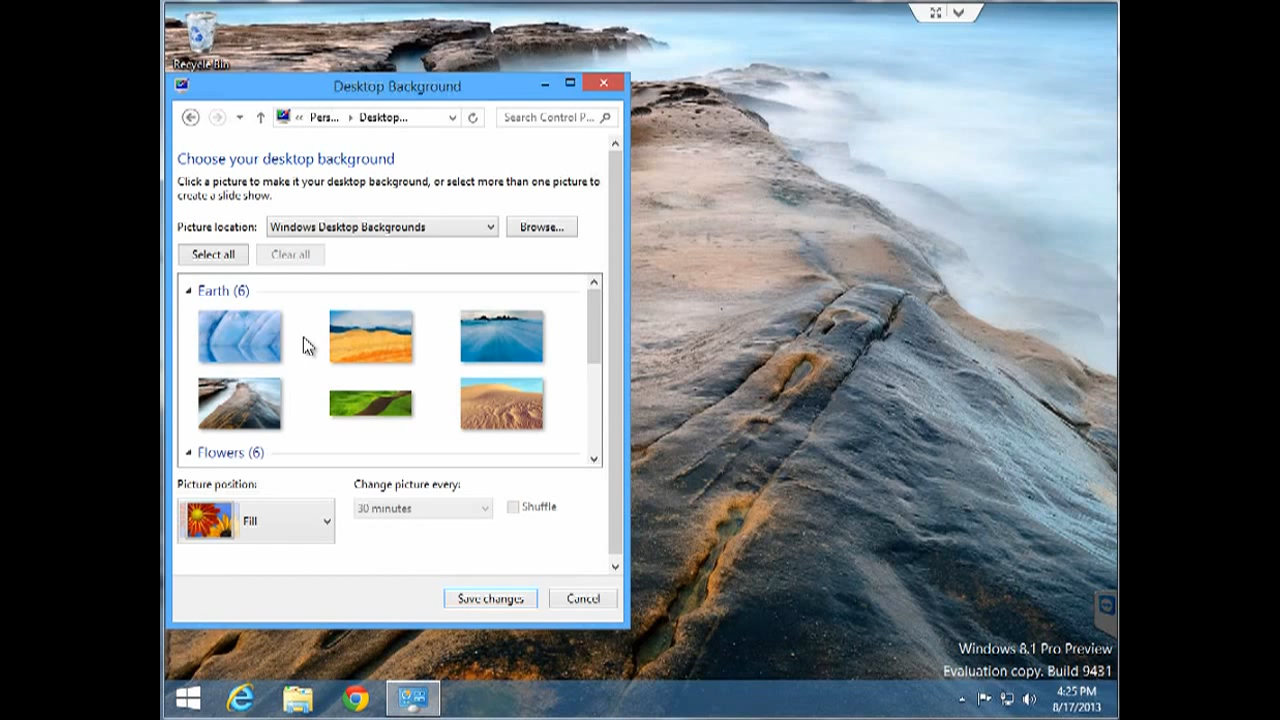 Recycle Bin
Desktop Background
Pers... Desktop...
Search Control P...
Choose your desktop background
Click a picture to make it your desktop background, or select more than one picture to
create a slide show.
Picture location: Windows Desktop Backgrounds Browse...
Select all Clear all
Earth (6)
Flowers (6)
Picture position: Change picture every:
Fill 30 minutes Shuffle
Save changes Cancel
Windows 8.1 Pro Preview
Evaluation copy. Build 9431
4:25 PM
8/17/2013